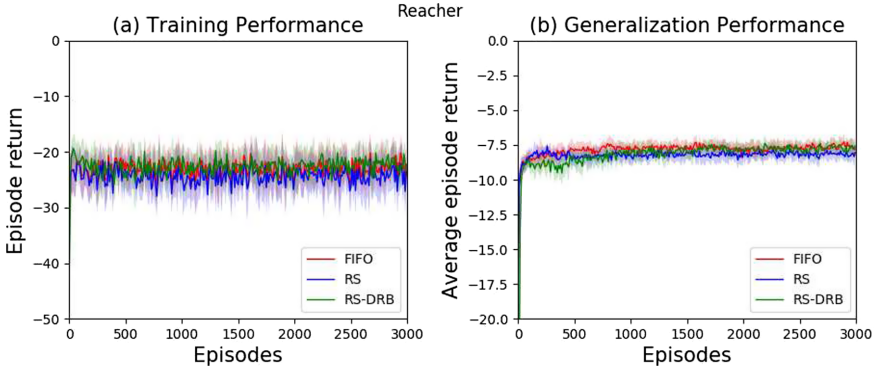 Reacher
(a) Training Performance
Episode return
0
−10
−20
−30
−40
−50
0
500
1000
1500
2000
2500
3000
Episodes
FIFO
RS
RS-DRB
(b) Generalization Performance
Average episode return
0.0
−2.5
−5.0
−7.5
−10.0
−12.5
−15.0
−17.5
−20.0
0
500
1000
1500
2000
2500
3000
Episodes
FIFO
RS
RS-DRB